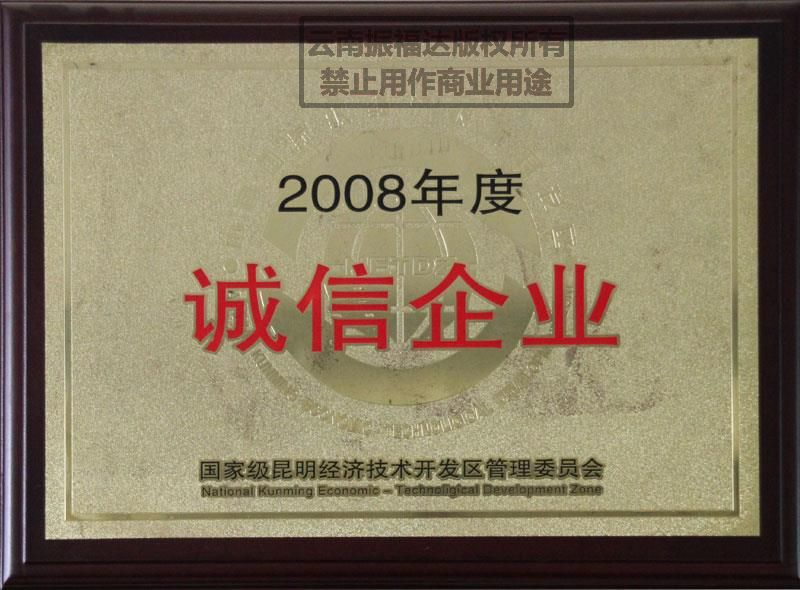 云南振福达版权所有
禁止用作商业用途
2008年度
KETDZ
诚信企业
国家级昆明经济技术开发区管理委员会
National Kunming Economic – Technoligical Development Zone